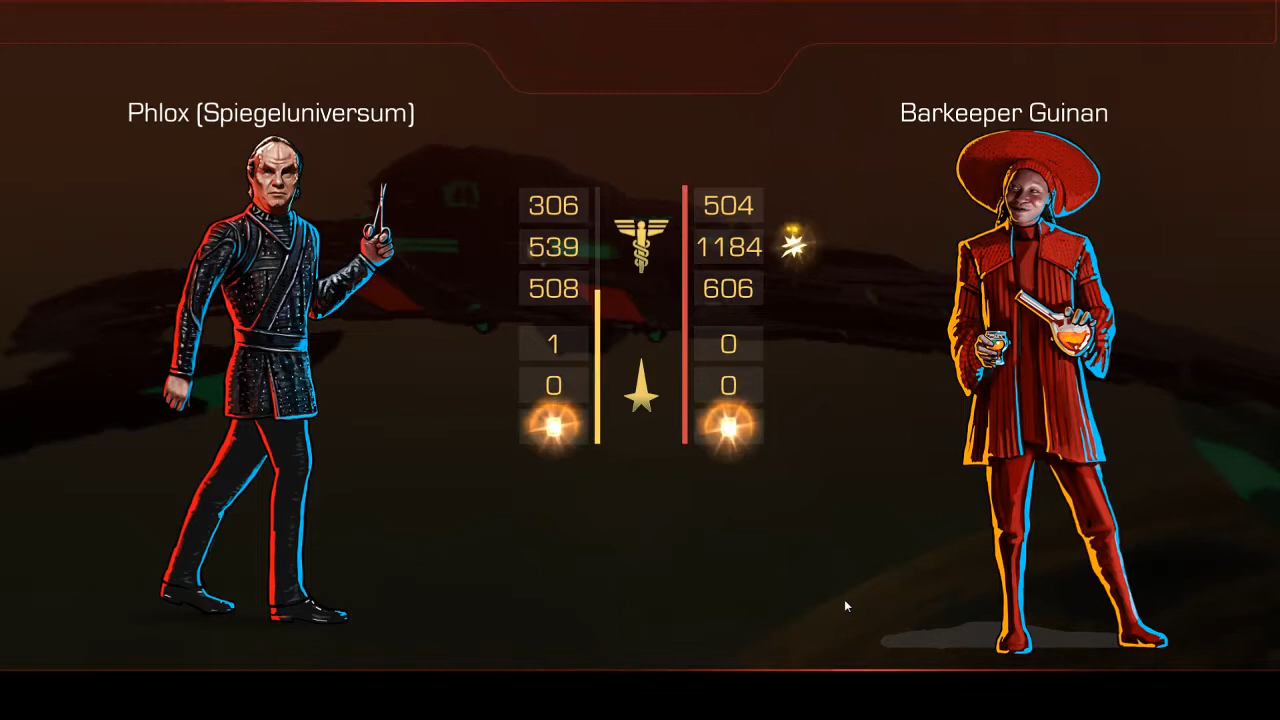 Phlox (Spiegeluniversum)
Barkeeper Guinan
306 504
539 1184
508 606
1 0
0 0